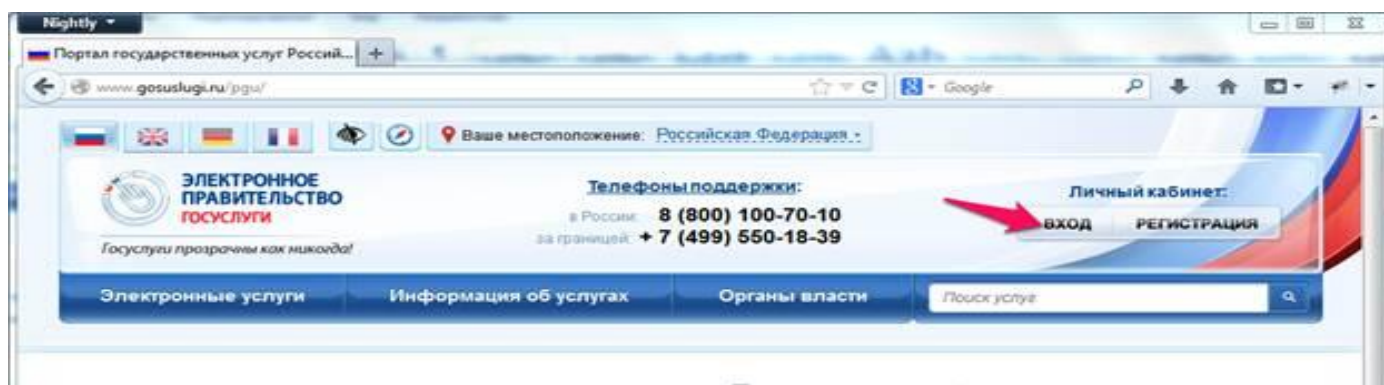 Nightly
Портал государственных услуг Россий...
www.gosuslugi.ru/pgu/
Google
Ваше местоположение: Российская Федерация
ЭЛЕКТРОННОЕ
ПРАВИТЕЛЬСТВО
ГОСУСЛУГИ
Госуслуги прозрачны как никогда!
Телефоны поддержки:
в России: 8 (800) 100-70-10
за границей: + 7 (499) 550-18-39
Личный кабинет:
ВХОД РЕГИСТРАЦИЯ
Электронные услуги Информация об услугах Органы власти Поиск услуг